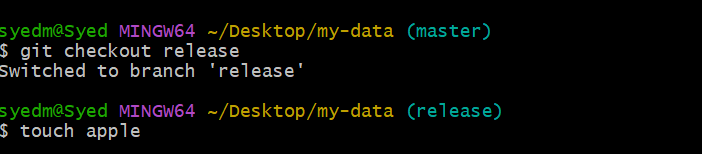 syedm@Syed MINGW64 ~/Desktop/my-data (master)
$ git checkout release
Switched to branch 'release'
syedm@Syed MINGW64 ~/Desktop/my-data (release)
$ touch apple